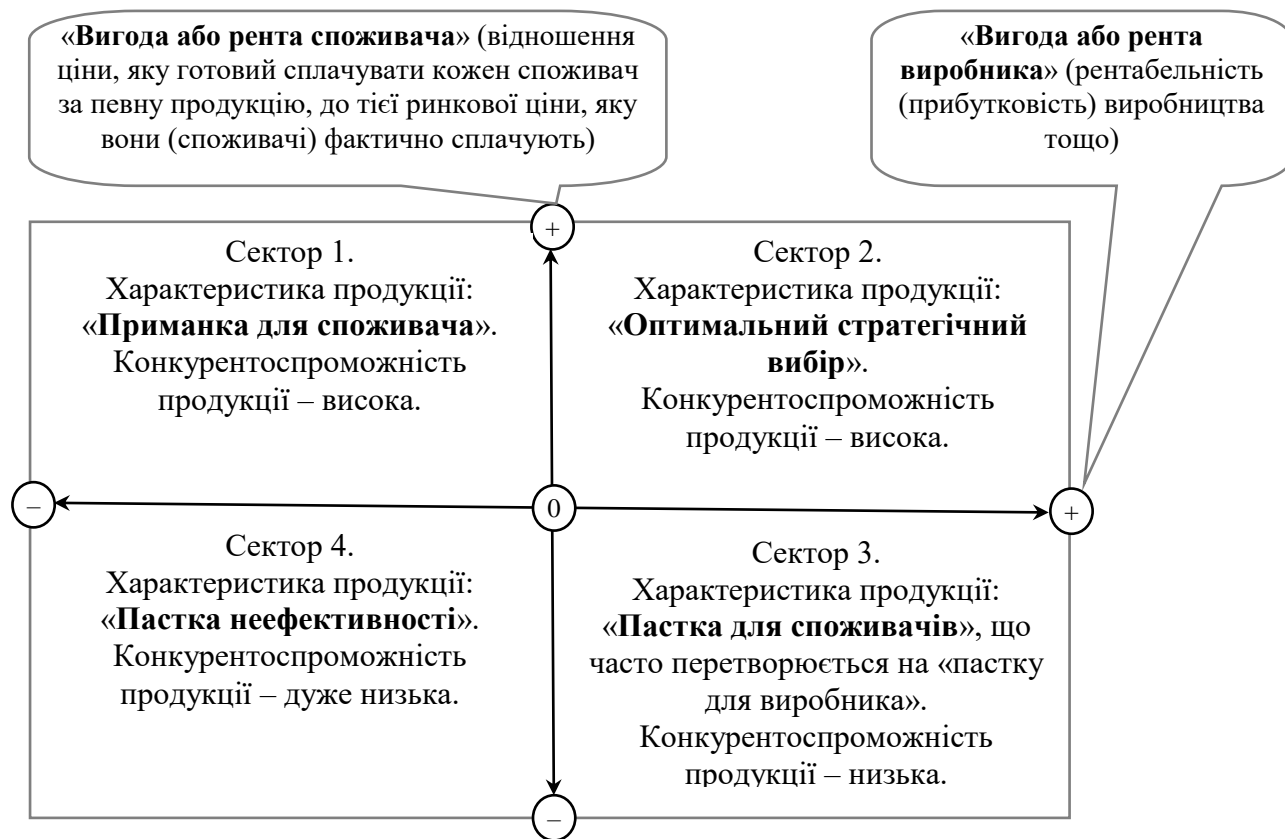 «Вигода або рента споживача» (відношення
ціни, яку готовий сплачувати кожен споживач
за певну продукцію, до тієї ринкової ціни, яку
вони (споживачі) фактично сплачують)
«Вигода або рента
виробника» (рентабельність
(прибутковість) виробництва
тощо)
+
Сектор 1.
Характеристика продукції:
«Приманка для споживача».
Конкурентоспроможність
продукції – висока.
Сектор 2.
Характеристика продукції:
«Оптимальний стратегічний
вибір».
Конкурентоспроможність
продукції – висока.
–
0
+
Сектор 4.
Характеристика продукції:
«Пастка неефективності».
Конкурентоспроможність
продукції – дуже низька.
Сектор 3.
Характеристика продукції:
«Пастка для споживачів», що
часто перетворюється на «пастку
для виробника».
Конкурентоспроможність
продукції – низька.
–